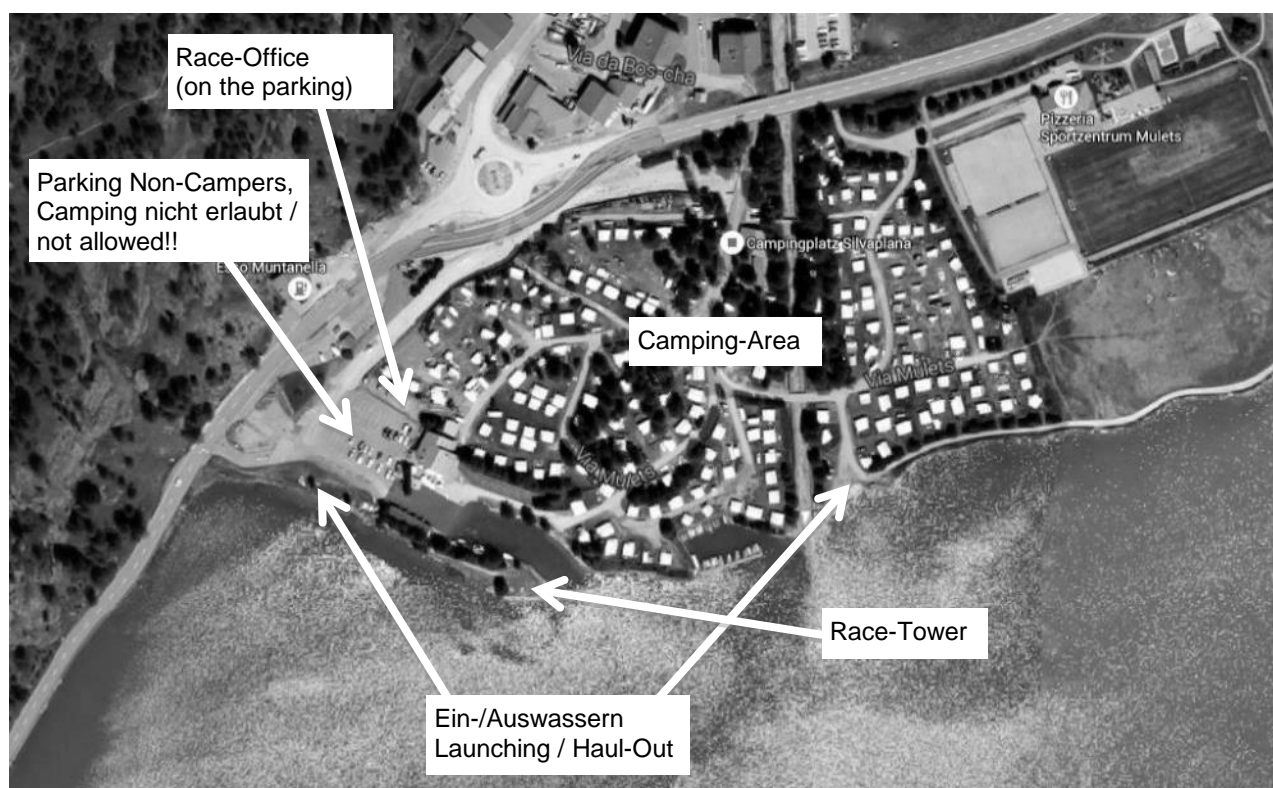 Race-Office
(on the parking)
Via da Bos-cha
Pizzeria
Sportzentrum Mulets
Parking Non-Campers,
Camping nicht erlaubt /
not allowed!!
Campingplatz Silvaplana
Muntanella
Camping-Area
Via Mulets
Via Mulets
Race-Tower
Ein-/Auswassern
Launching / Haul-Out